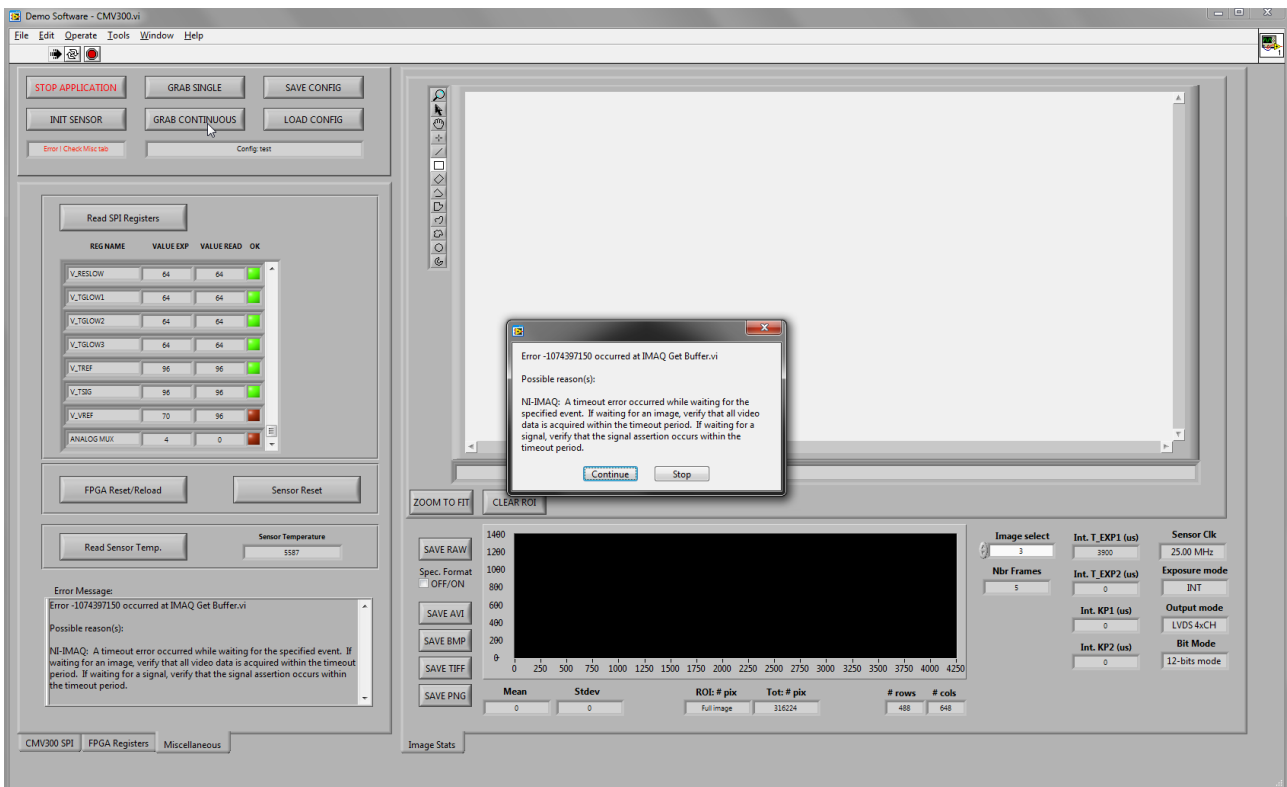 Demo Software - CMV300.vi
File Edit Operate Tools Window Help
STOP APPLICATION GRAB SINGLE SAVE CONFIG
INIT SENSOR GRAB CONTINUOUS LOAD CONFIG
Error ! Check Misc tab Config: test
Read SPI Registers
REG NAME VALUE EXP VALUE READ OK
V_RESLOW 64 64
V_TGLOW1 64 64
V_TGLOW2 64 64
V_TGLOW3 64 64
V_TREF 96 96
V_TSIG 96 96
V_VREF 70 96
ANALOG MUX 4 0
FPGA Reset/Reload Sensor Reset
Read Sensor Temp.
Sensor Temperature
5587
Error Message:
Error -1074397150 occurred at IMAQ Get Buffer.vi
Possible reason(s):
NI-IMAQ: A timeout error occurred while waiting for the specified event. If
waiting for an image, verify that all video data is acquired within the timeout
period. If waiting for a signal, verify that the signal assertion occurs within
the timeout period.
CMV300 SPI FPGA Registers Miscellaneous
Error -1074397150 occurred at IMAQ Get Buffer.vi
Possible reason(s):
NI-IMAQ: A timeout error occurred while waiting for the
specified event. If waiting for an image, verify that all video
data is acquired within the timeout period. If waiting for a
signal, verify that the signal assertion occurs within the
timeout period.
Continue Stop
ZOOM TO FIT CLEAR ROI
SAVE RAW
Spec. Format
OFF/ON
SAVE AVI
SAVE BMP
SAVE TIFF
SAVE PNG
1400
1200
1000
800
600
400
200
0
0 250 500 750 1000 1250 1500 1750 2000 2250 2500 2750 3000 3250 3500 3750 4000 4250
Mean Stdev ROI: # pix Tot: # pix # rows # cols
0 0 Full image 316224 488 648
Image select Int. T_EXP1 (us) Sensor Clk
3 3900 25.00 MHz
Nbr Frames Int. T_EXP2 (us) Exposure mode
5 0 INT
Int. KP1 (us) Output mode
0 LVDS 4xCH
Int. KP2 (us) Bit Mode
0 12-bits mode
Image Stats